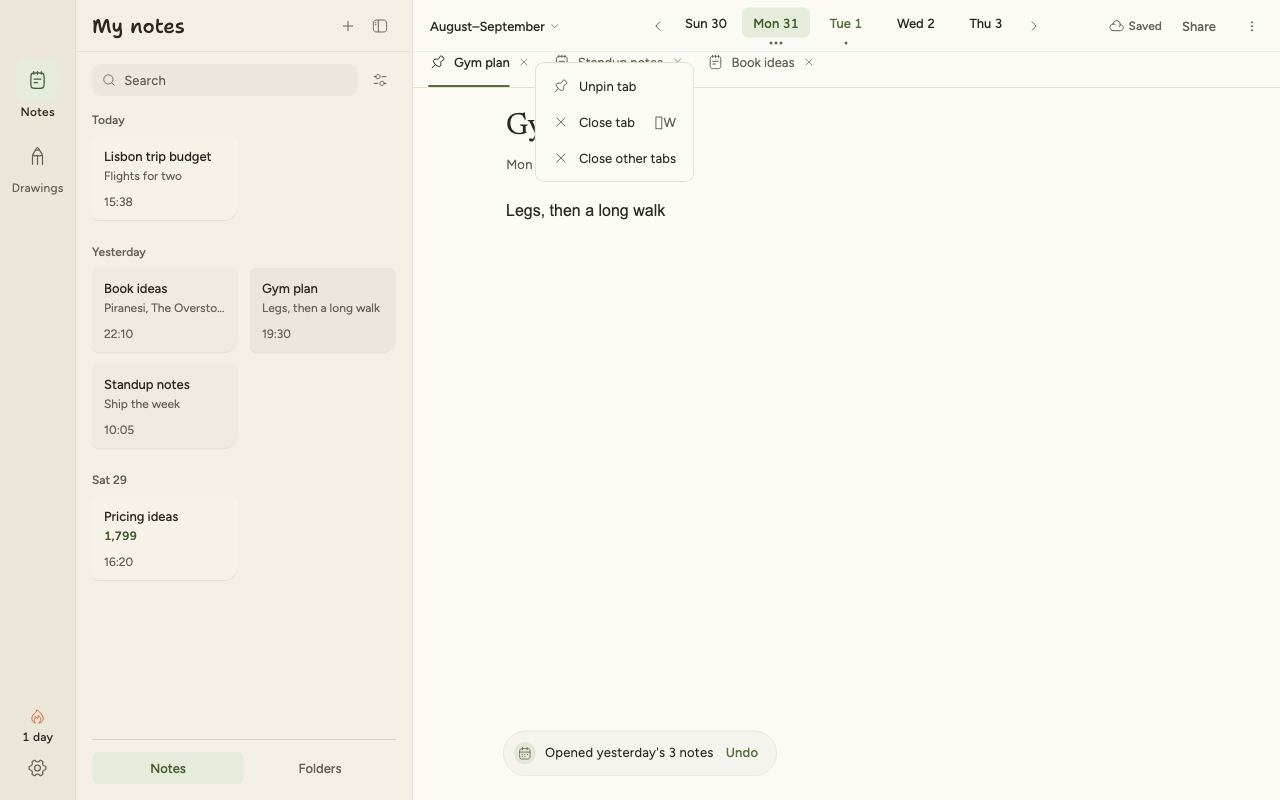 My notes
August–September
Sun 30
Mon 31
Tue 1
Wed 2
Thu 3
Saved
Share
Notes
Drawings
Search
Gym plan
Standup notes
Book ideas
Unpin tab
Close tab
W
Close other tabs
Gy
Mon
Legs, then a long walk
Today
Lisbon trip budget
Flights for two
15:38
Yesterday
Book ideas
Piranesi, The Oversto...
22:10
Gym plan
Legs, then a long walk
19:30
Standup notes
Ship the week
10:05
Sat 29
Pricing ideas
1,799
16:20
1 day
Notes
Folders
Opened yesterday's 3 notes
Undo